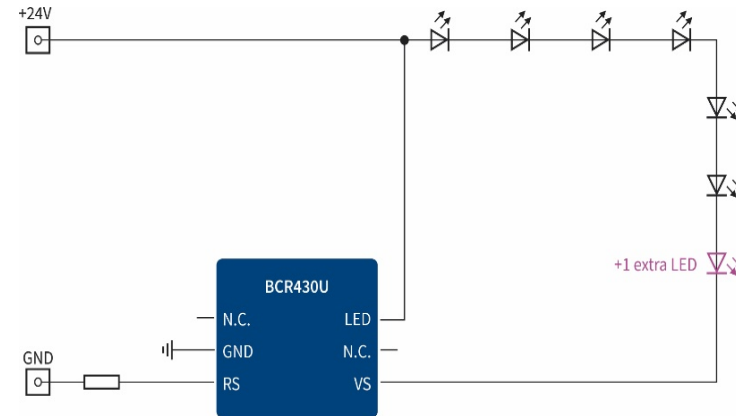 +24V
+1 extra LED
BCR430U
N.C.
LED
GND
N.C.
GND
RS
VS